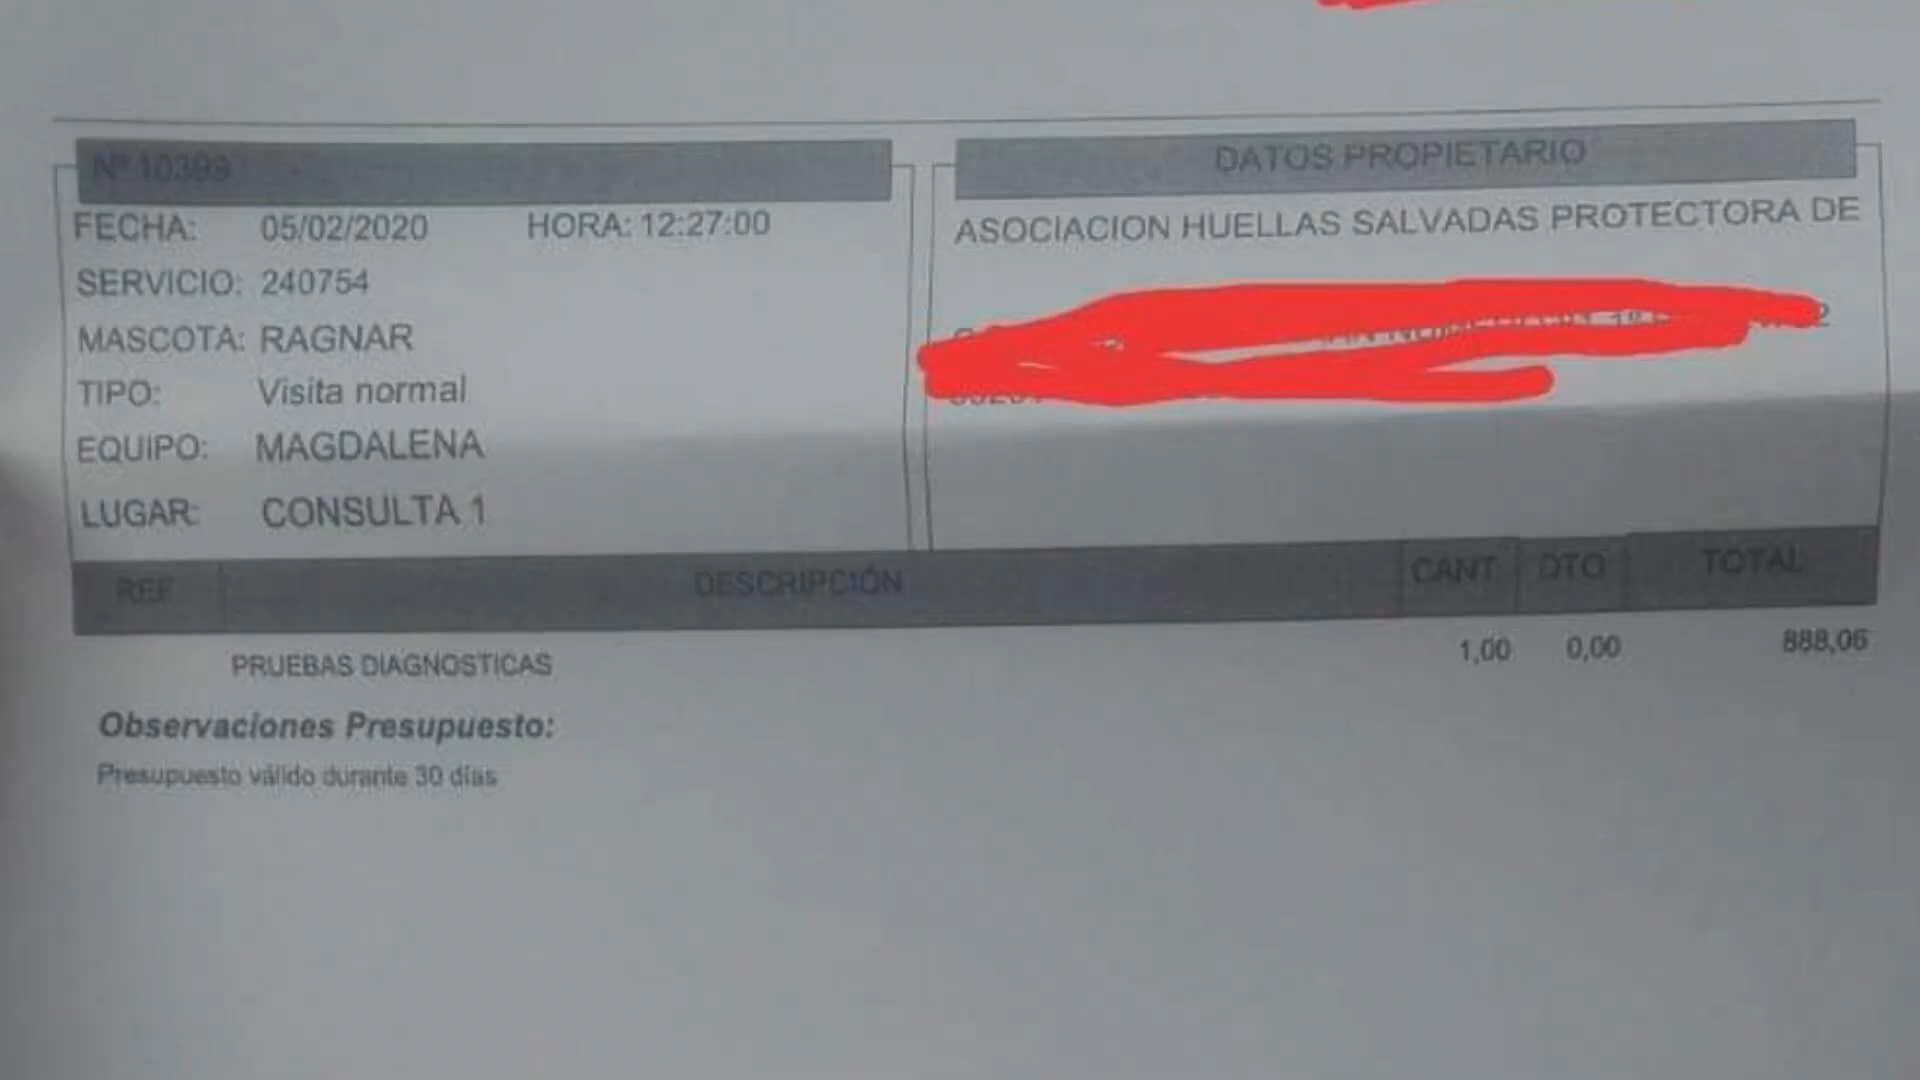 Nº 10399
FECHA: 05/02/2020 HORA: 12:27:00
SERVICIO: 240754
MASCOTA: RAGNAR
TIPO: Visita normal
EQUIPO: MAGDALENA
LUGAR: CONSULTA 1
DATOS PROPIETARIO
ASOCIACION HUELLAS SALVADAS PROTECTORA DE
REF DESCRIPCIÓN CANT DTO TOTAL
PRUEBAS DIAGNOSTICAS 1,00 0,00 888,06
Observaciones Presupuesto:
Presupuesto válido durante 30 días